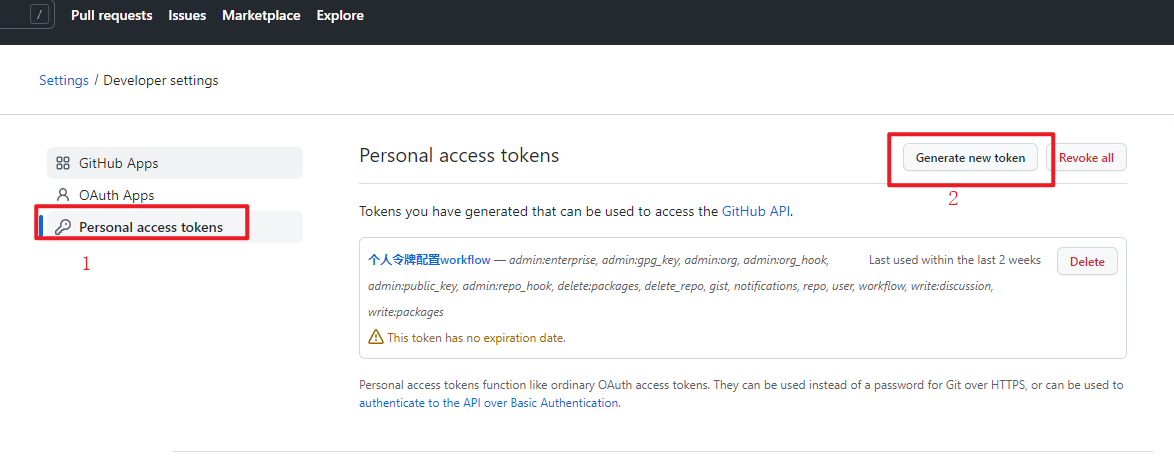 / Pull requests Issues Marketplace Explore
Settings / Developer settings
GitHub Apps
OAuth Apps
Personal access tokens
1
Personal access tokens
Generate new token
Revoke all
2
Tokens you have generated that can be used to access the GitHub API.
个人令牌配置workflow — admin:enterprise, admin:gpg_key, admin:org, admin:org_hook,
admin:public_key, admin:repo_hook, delete:packages, delete_repo, gist, notifications, repo, user, workflow, write:discussion,
write:packages
Last used within the last 2 weeks
Delete
This token has no expiration date.
Personal access tokens function like ordinary OAuth access tokens. They can be used instead of a password for Git over HTTPS, or can be used to
authenticate to the API over Basic Authentication.